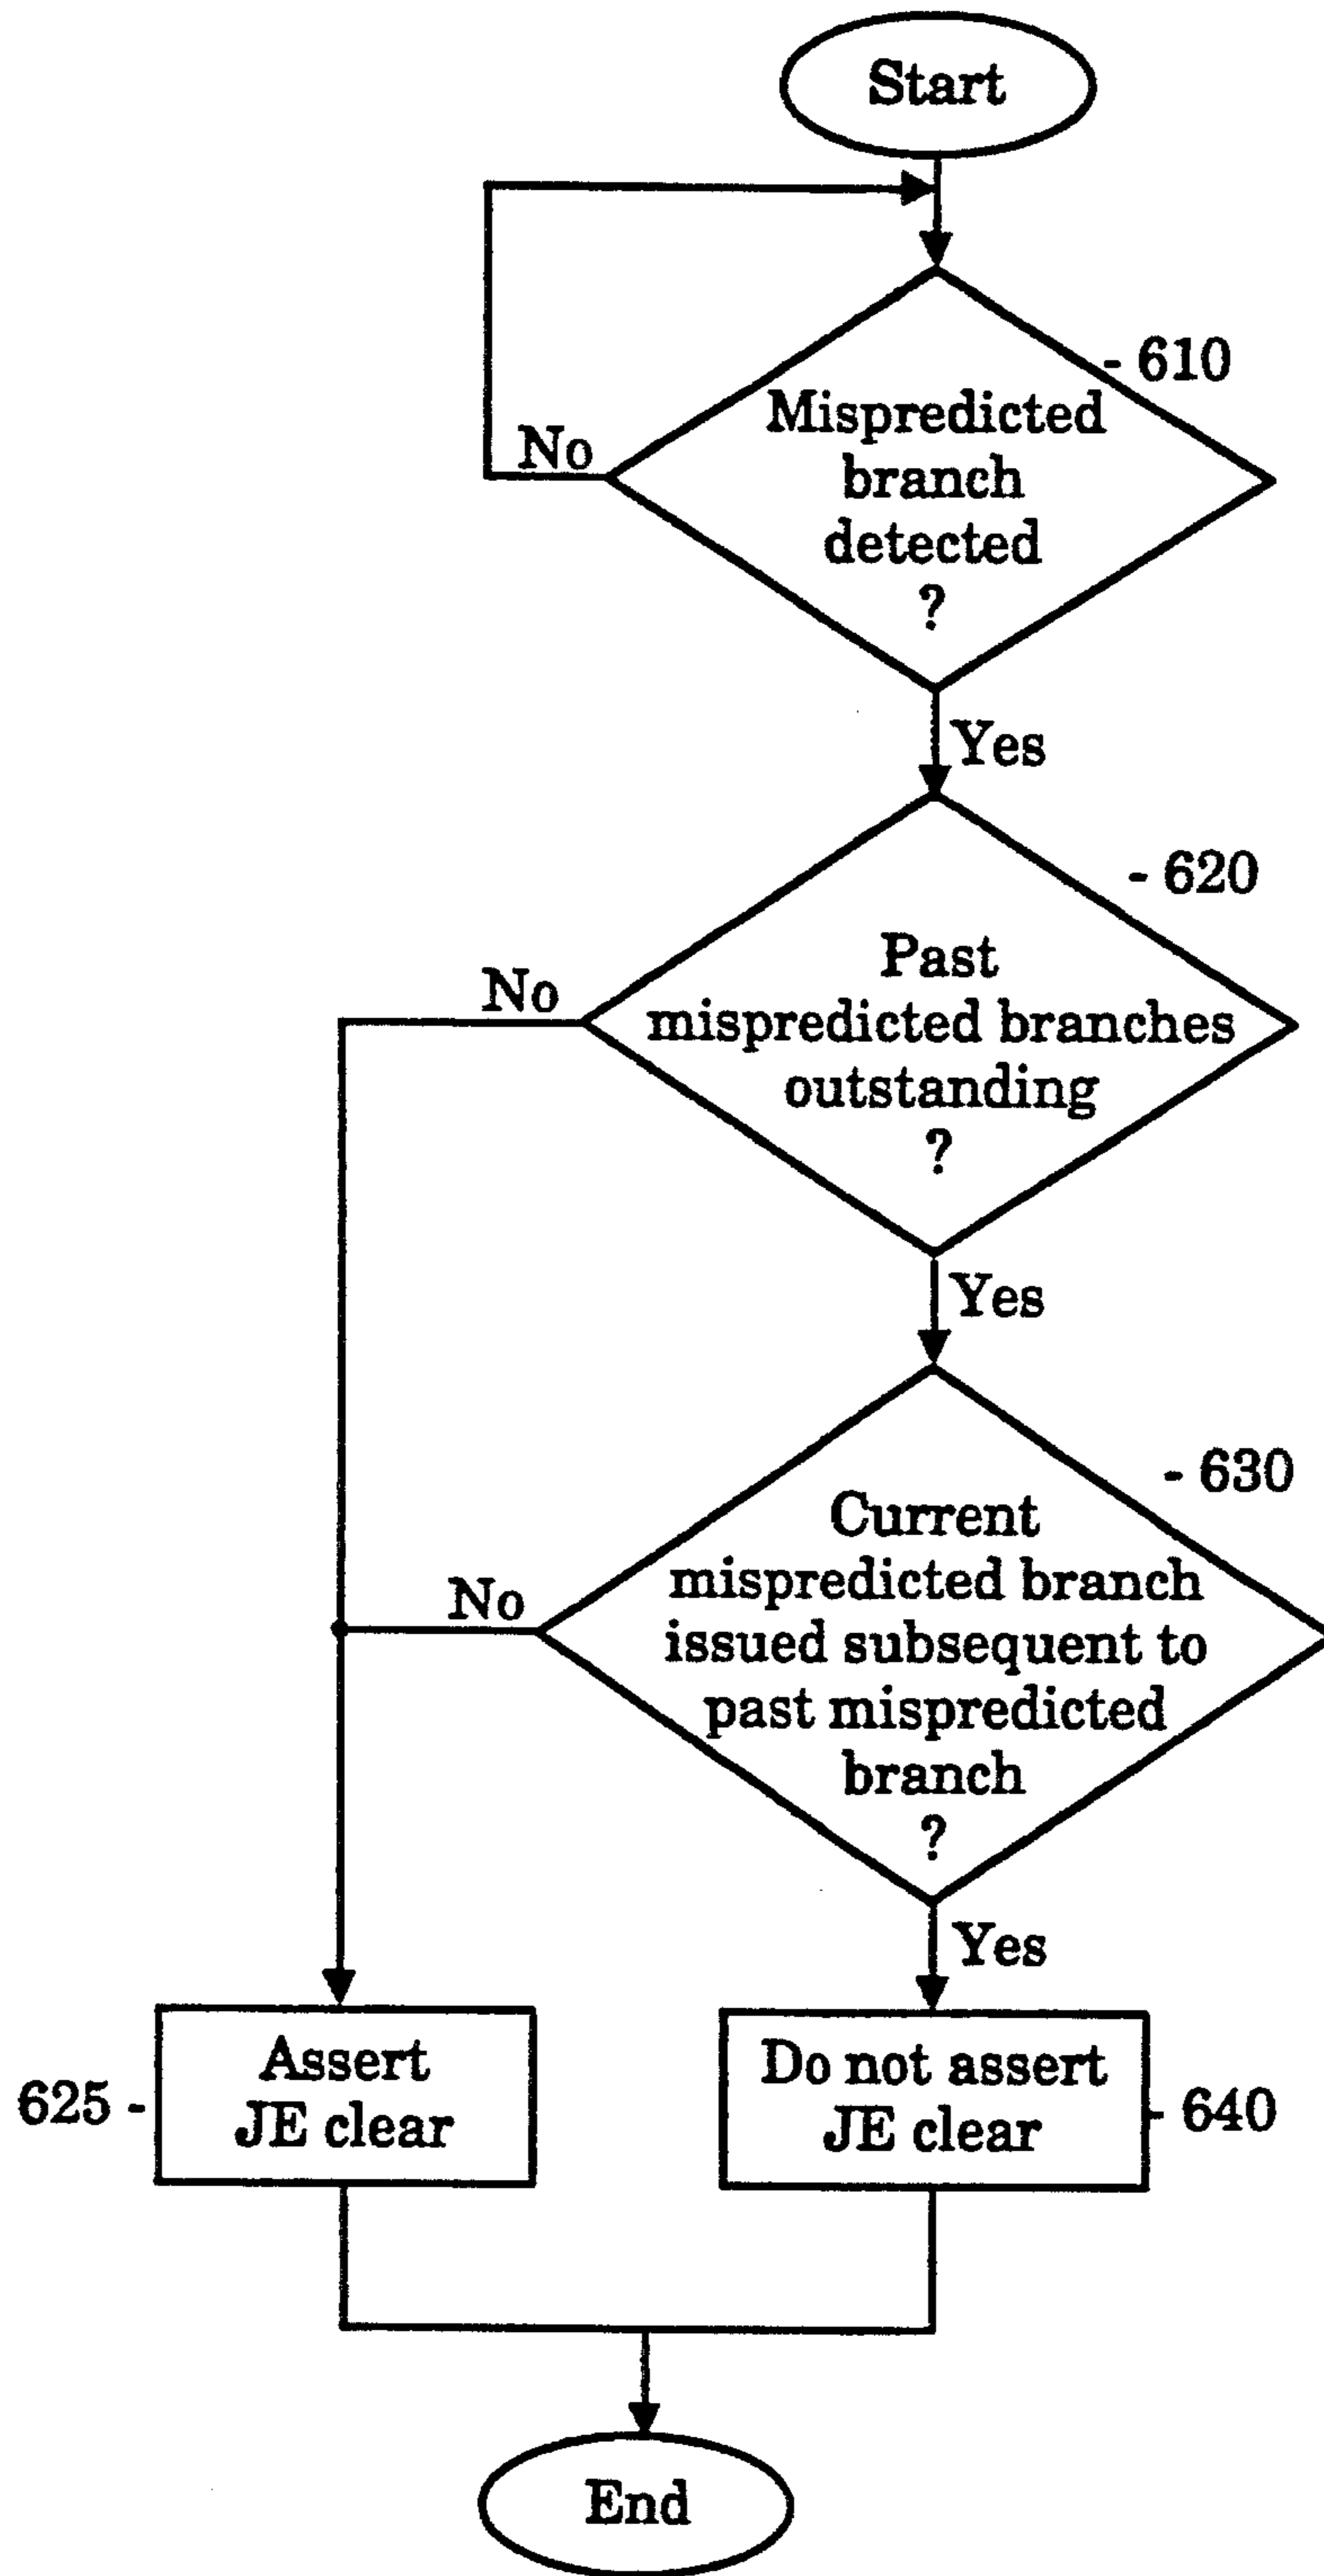 Start
- 610
Mispredicted
branch
detected
?
No
Yes
- 620
Past
mispredicted branches
outstanding
?
No
Yes
- 630
Current
mispredicted branch
issued subsequent to
past mispredicted
branch
?
No
Yes
625 -
Assert
JE clear
Do not assert
JE clear
- 640
End